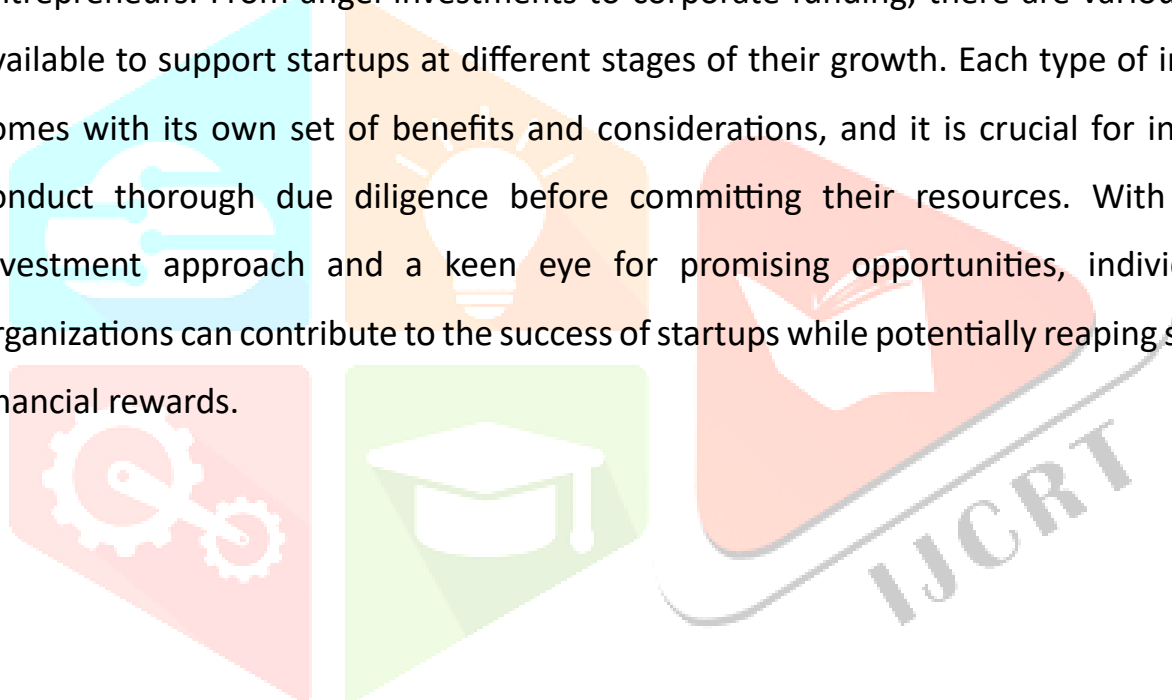 ntrepreneurs. From angel investments to corporate funding, there are various
vailable to support startups at different stages of their growth. Each type of in
omes with its own set of benefits and considerations, and it is crucial for in
onduct thorough due diligence before committing their resources. With
vestment approach and a keen eye for promising opportunities, indivi
rganizations can contribute to the success of startups while potentially reaping s
nancial rewards.
IJCRT